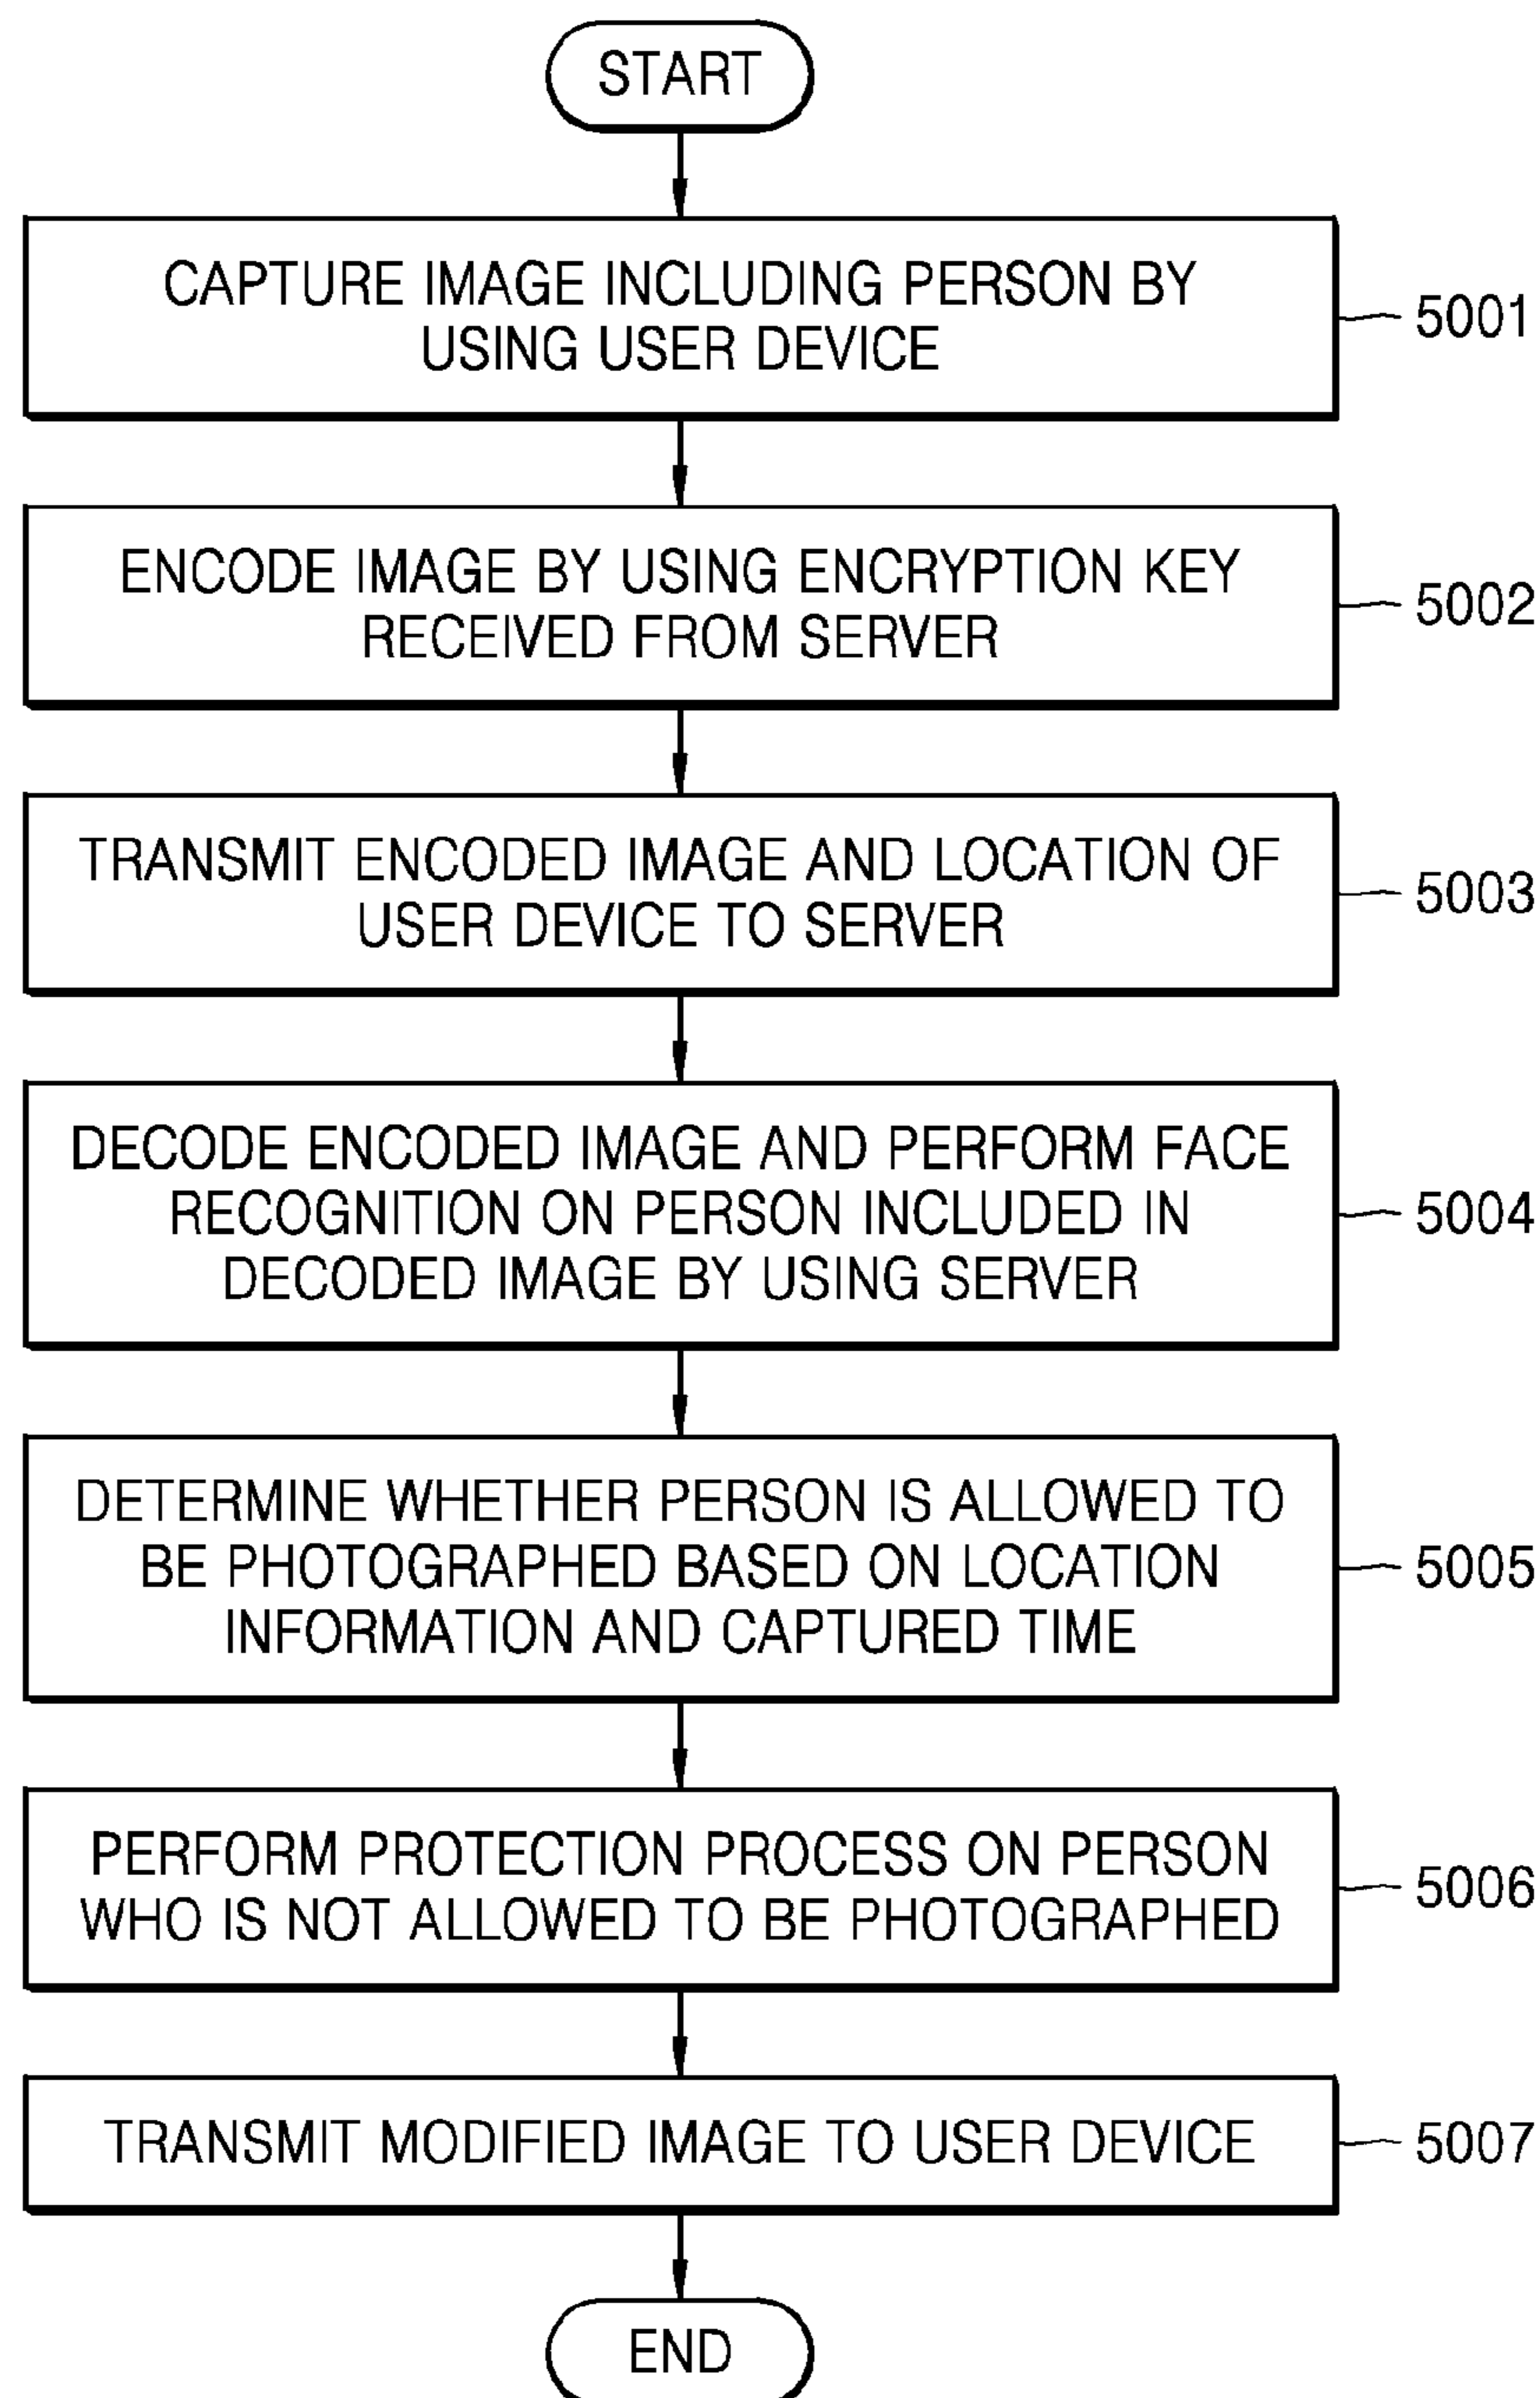 START
CAPTURE IMAGE INCLUDING PERSON BY
USING USER DEVICE
5001
ENCODE IMAGE BY USING ENCRYPTION KEY
RECEIVED FROM SERVER
5002
TRANSMIT ENCODED IMAGE AND LOCATION OF
USER DEVICE TO SERVER
5003
DECODE ENCODED IMAGE AND PERFORM FACE
RECOGNITION ON PERSON INCLUDED IN
DECODED IMAGE BY USING SERVER
5004
DETERMINE WHETHER PERSON IS ALLOWED TO
BE PHOTOGRAPHED BASED ON LOCATION
INFORMATION AND CAPTURED TIME
5005
PERFORM PROTECTION PROCESS ON PERSON
WHO IS NOT ALLOWED TO BE PHOTOGRAPHED
5006
TRANSMIT MODIFIED IMAGE TO USER DEVICE
5007
END